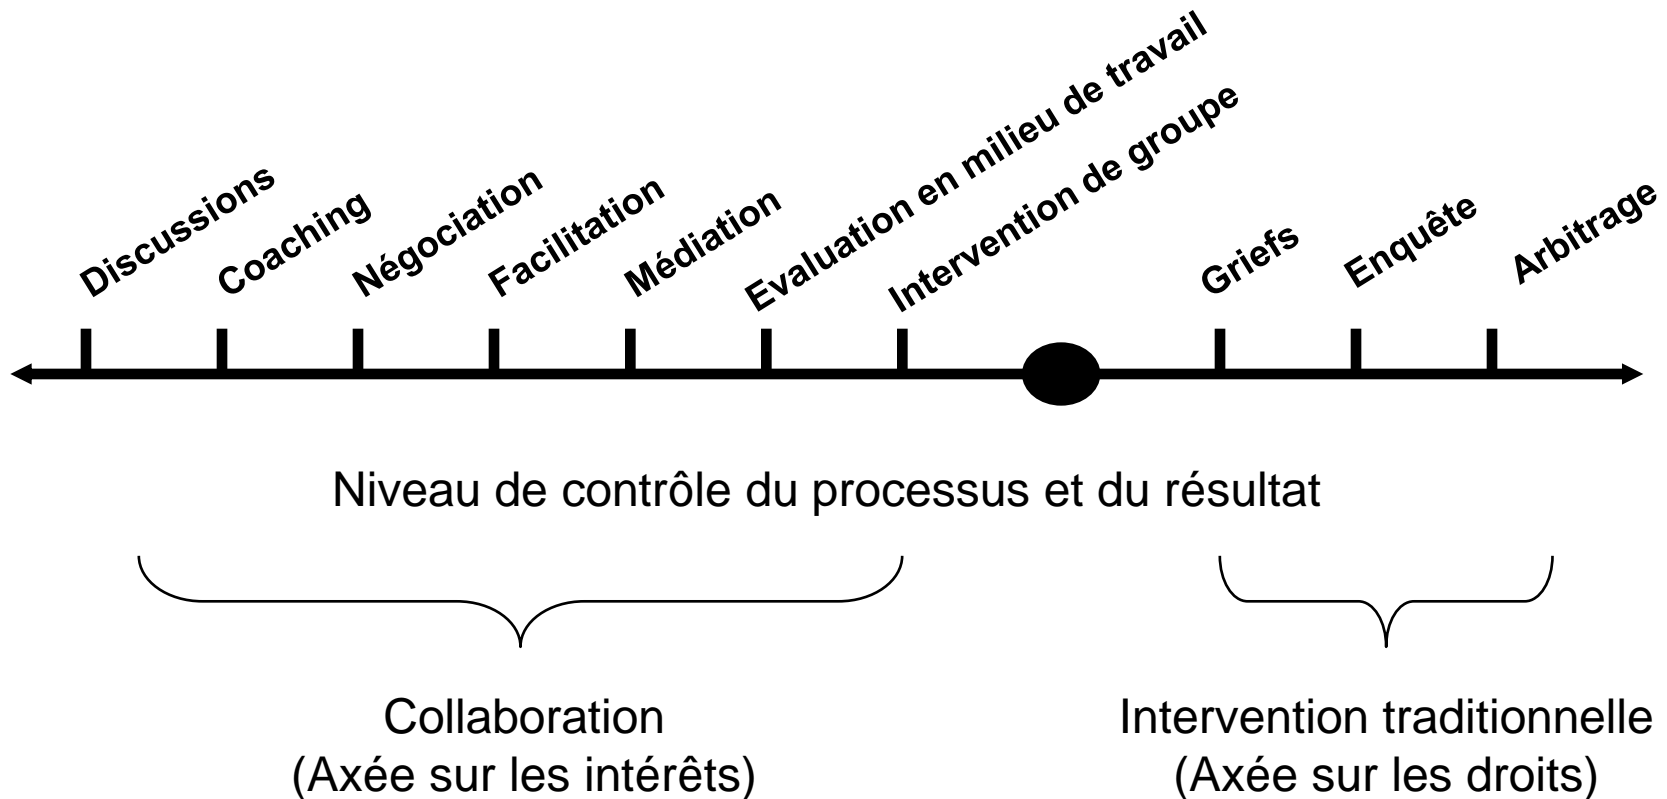 Discussions
Coaching
Négociation
Facilitation
Médiation
Evaluation en milieu de travail
Intervention de groupe
Griefs
Enquête
Arbitrage
Niveau de contrôle du processus et du résultat
Collaboration
(Axée sur les intérêts)
Intervention traditionnelle
(Axée sur les droits)